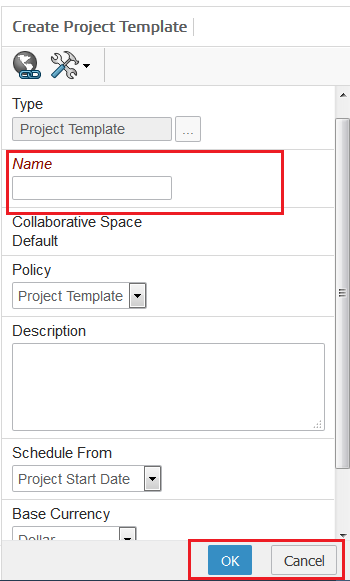 Create Project Template
Type
Project Template
...
Name
Collaborative Space
Default
Policy
Project Template
Description
Schedule From
Project Start Date
Base Currency
Dollar
OK
Cancel